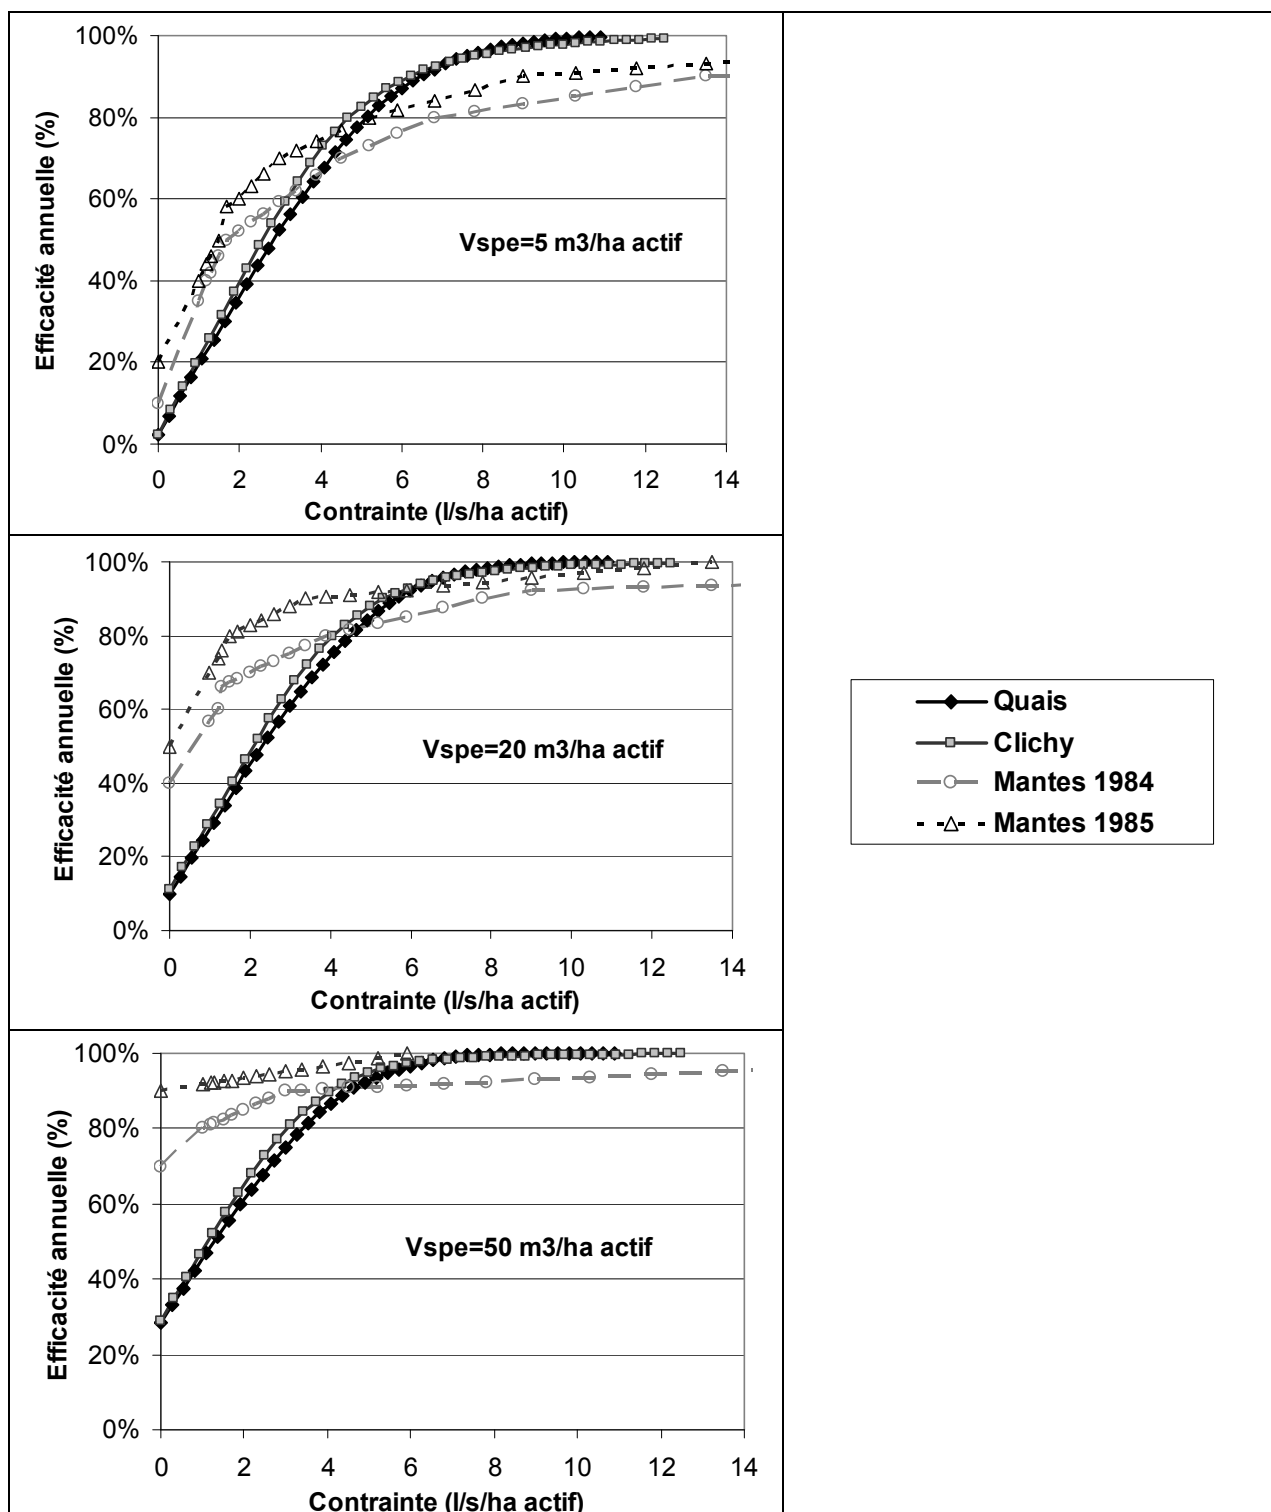 100%
80%
60%
40%
20%
0%
Efficacité annuelle (%)
Vspe=5 m3/ha actif
0 2 4 6 8 10 12 14
Contrainte (l/s/ha actif)
100%
80%
60%
40%
20%
0%
Efficacité annuelle (%)
Vspe=20 m3/ha actif
0 2 4 6 8 10 12 14
Contrainte (l/s/ha actif)
Quais
Clichy
Mantes 1984
Mantes 1985
100%
80%
60%
40%
20%
0%
Efficacité annuelle (%)
Vspe=50 m3/ha actif
0 2 4 6 8 10 12 14
Contrainte (l/s/ha actif)